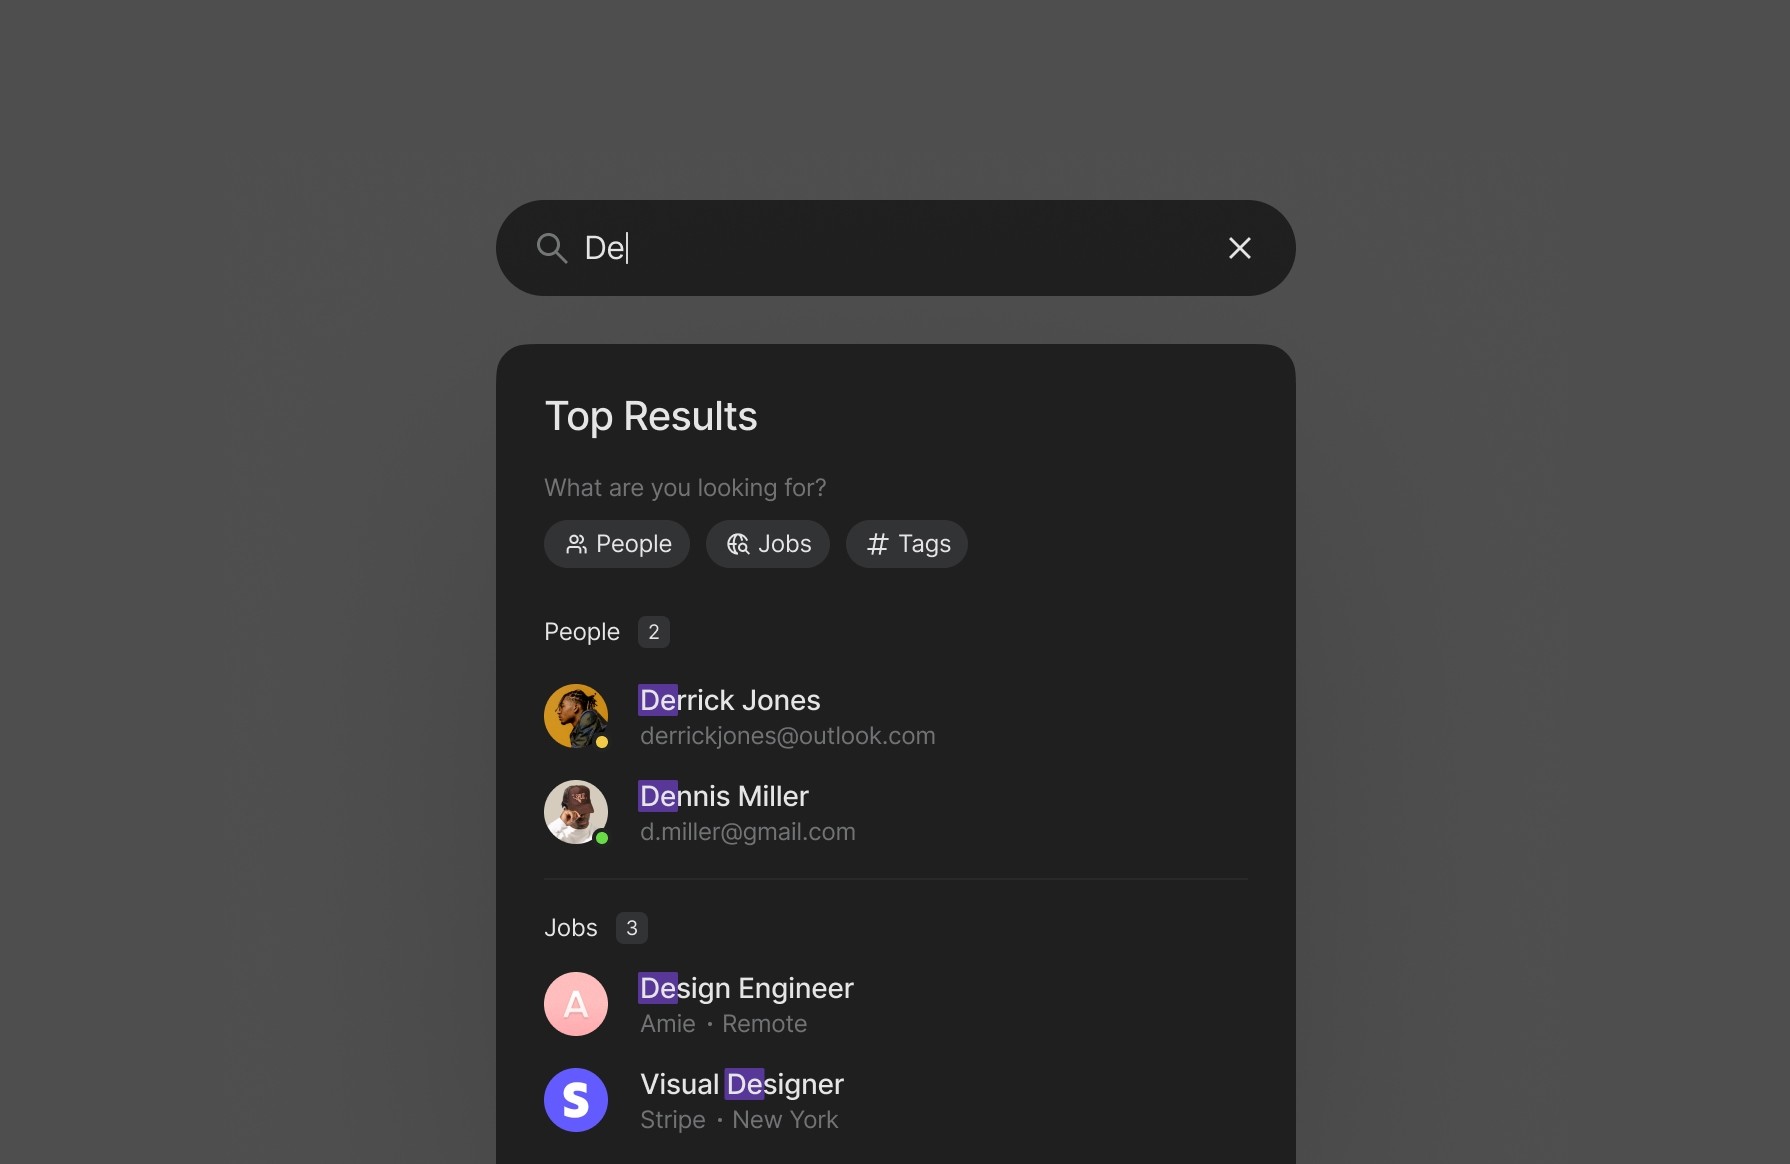 De
Top Results
What are you looking for?
People Jobs # Tags
People 2
Derrick Jones
derrickjones@outlook.com
Dennis Miller
d.miller@gmail.com
Jobs 3
A
Design Engineer
Amie · Remote
S
Visual Designer
Stripe · New York